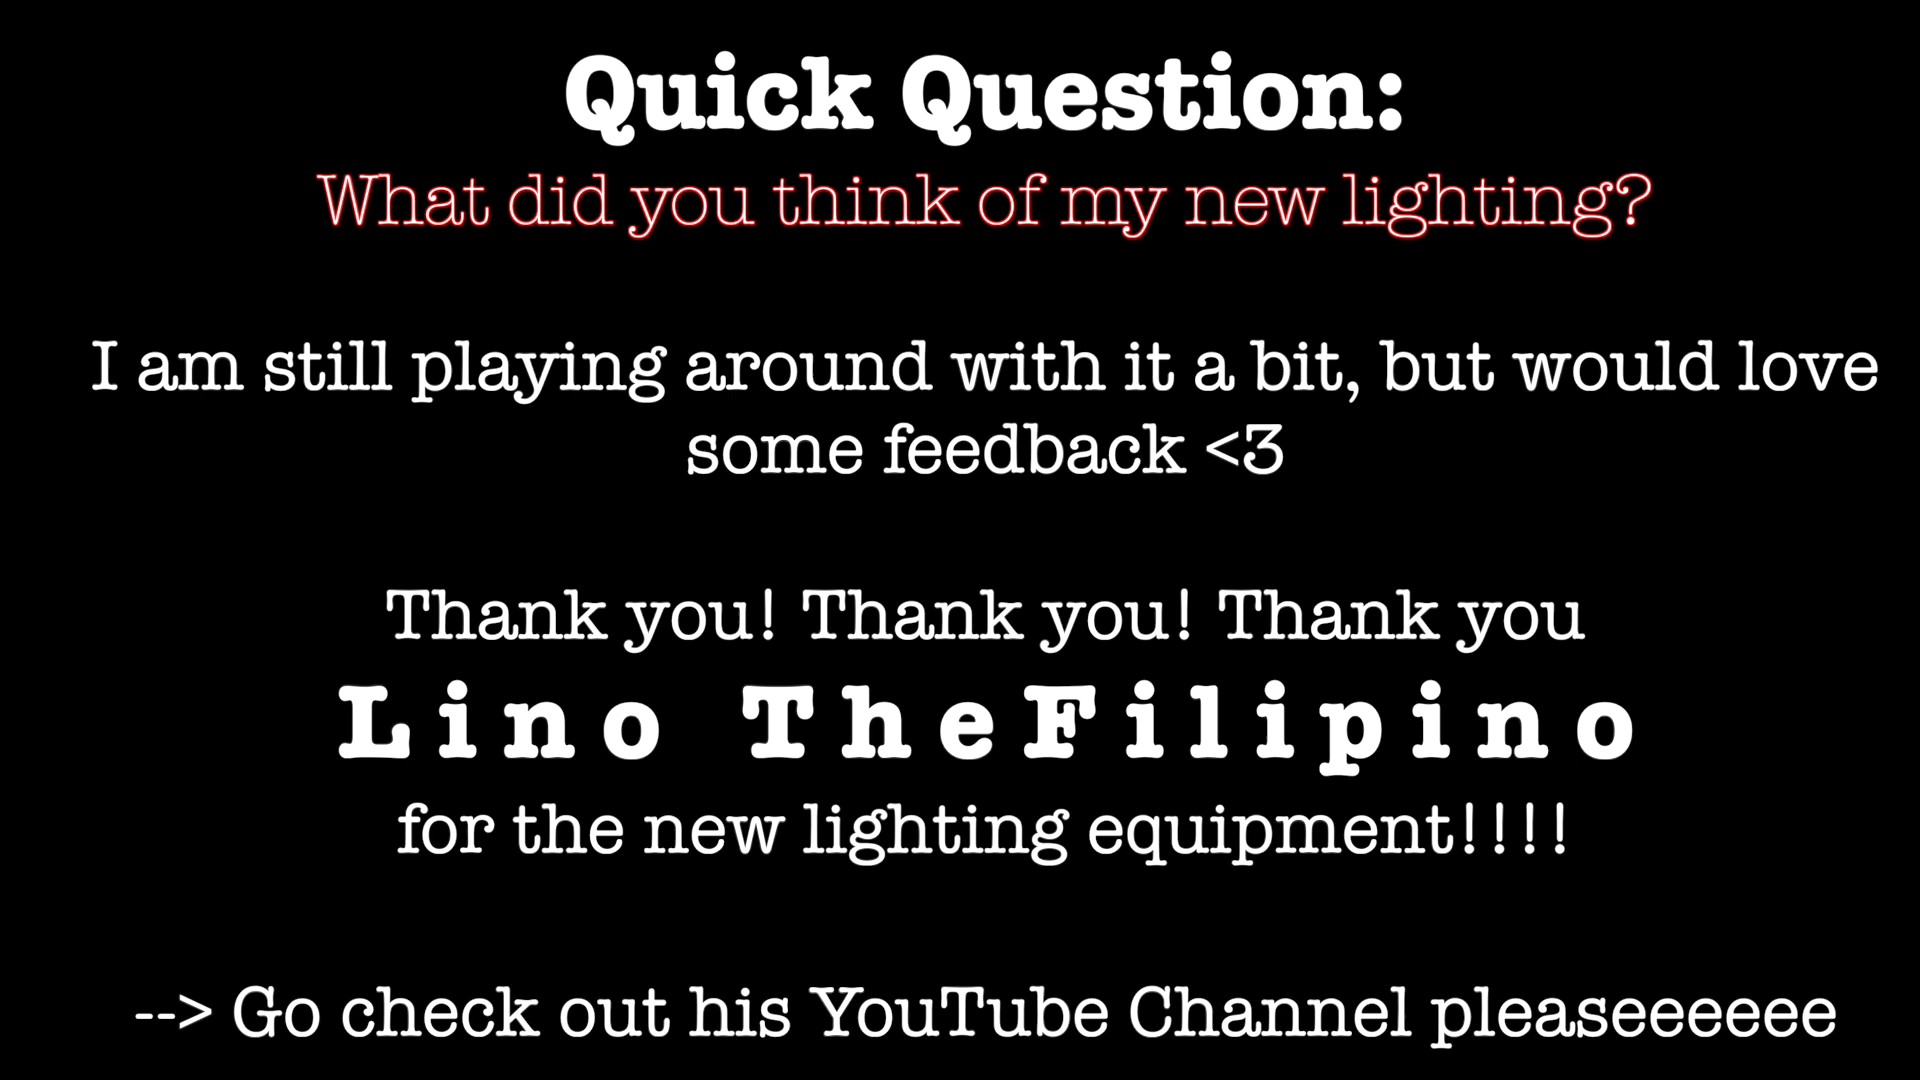 Quick Question:
What did you think of my new lighting?
I am still playing around with it a bit, but would love
some feedback <3
Thank you! Thank you! Thank you
Lino TheFilipino
for the new lighting equipment!!!!
--> Go check out his YouTube Channel pleaseeeeee